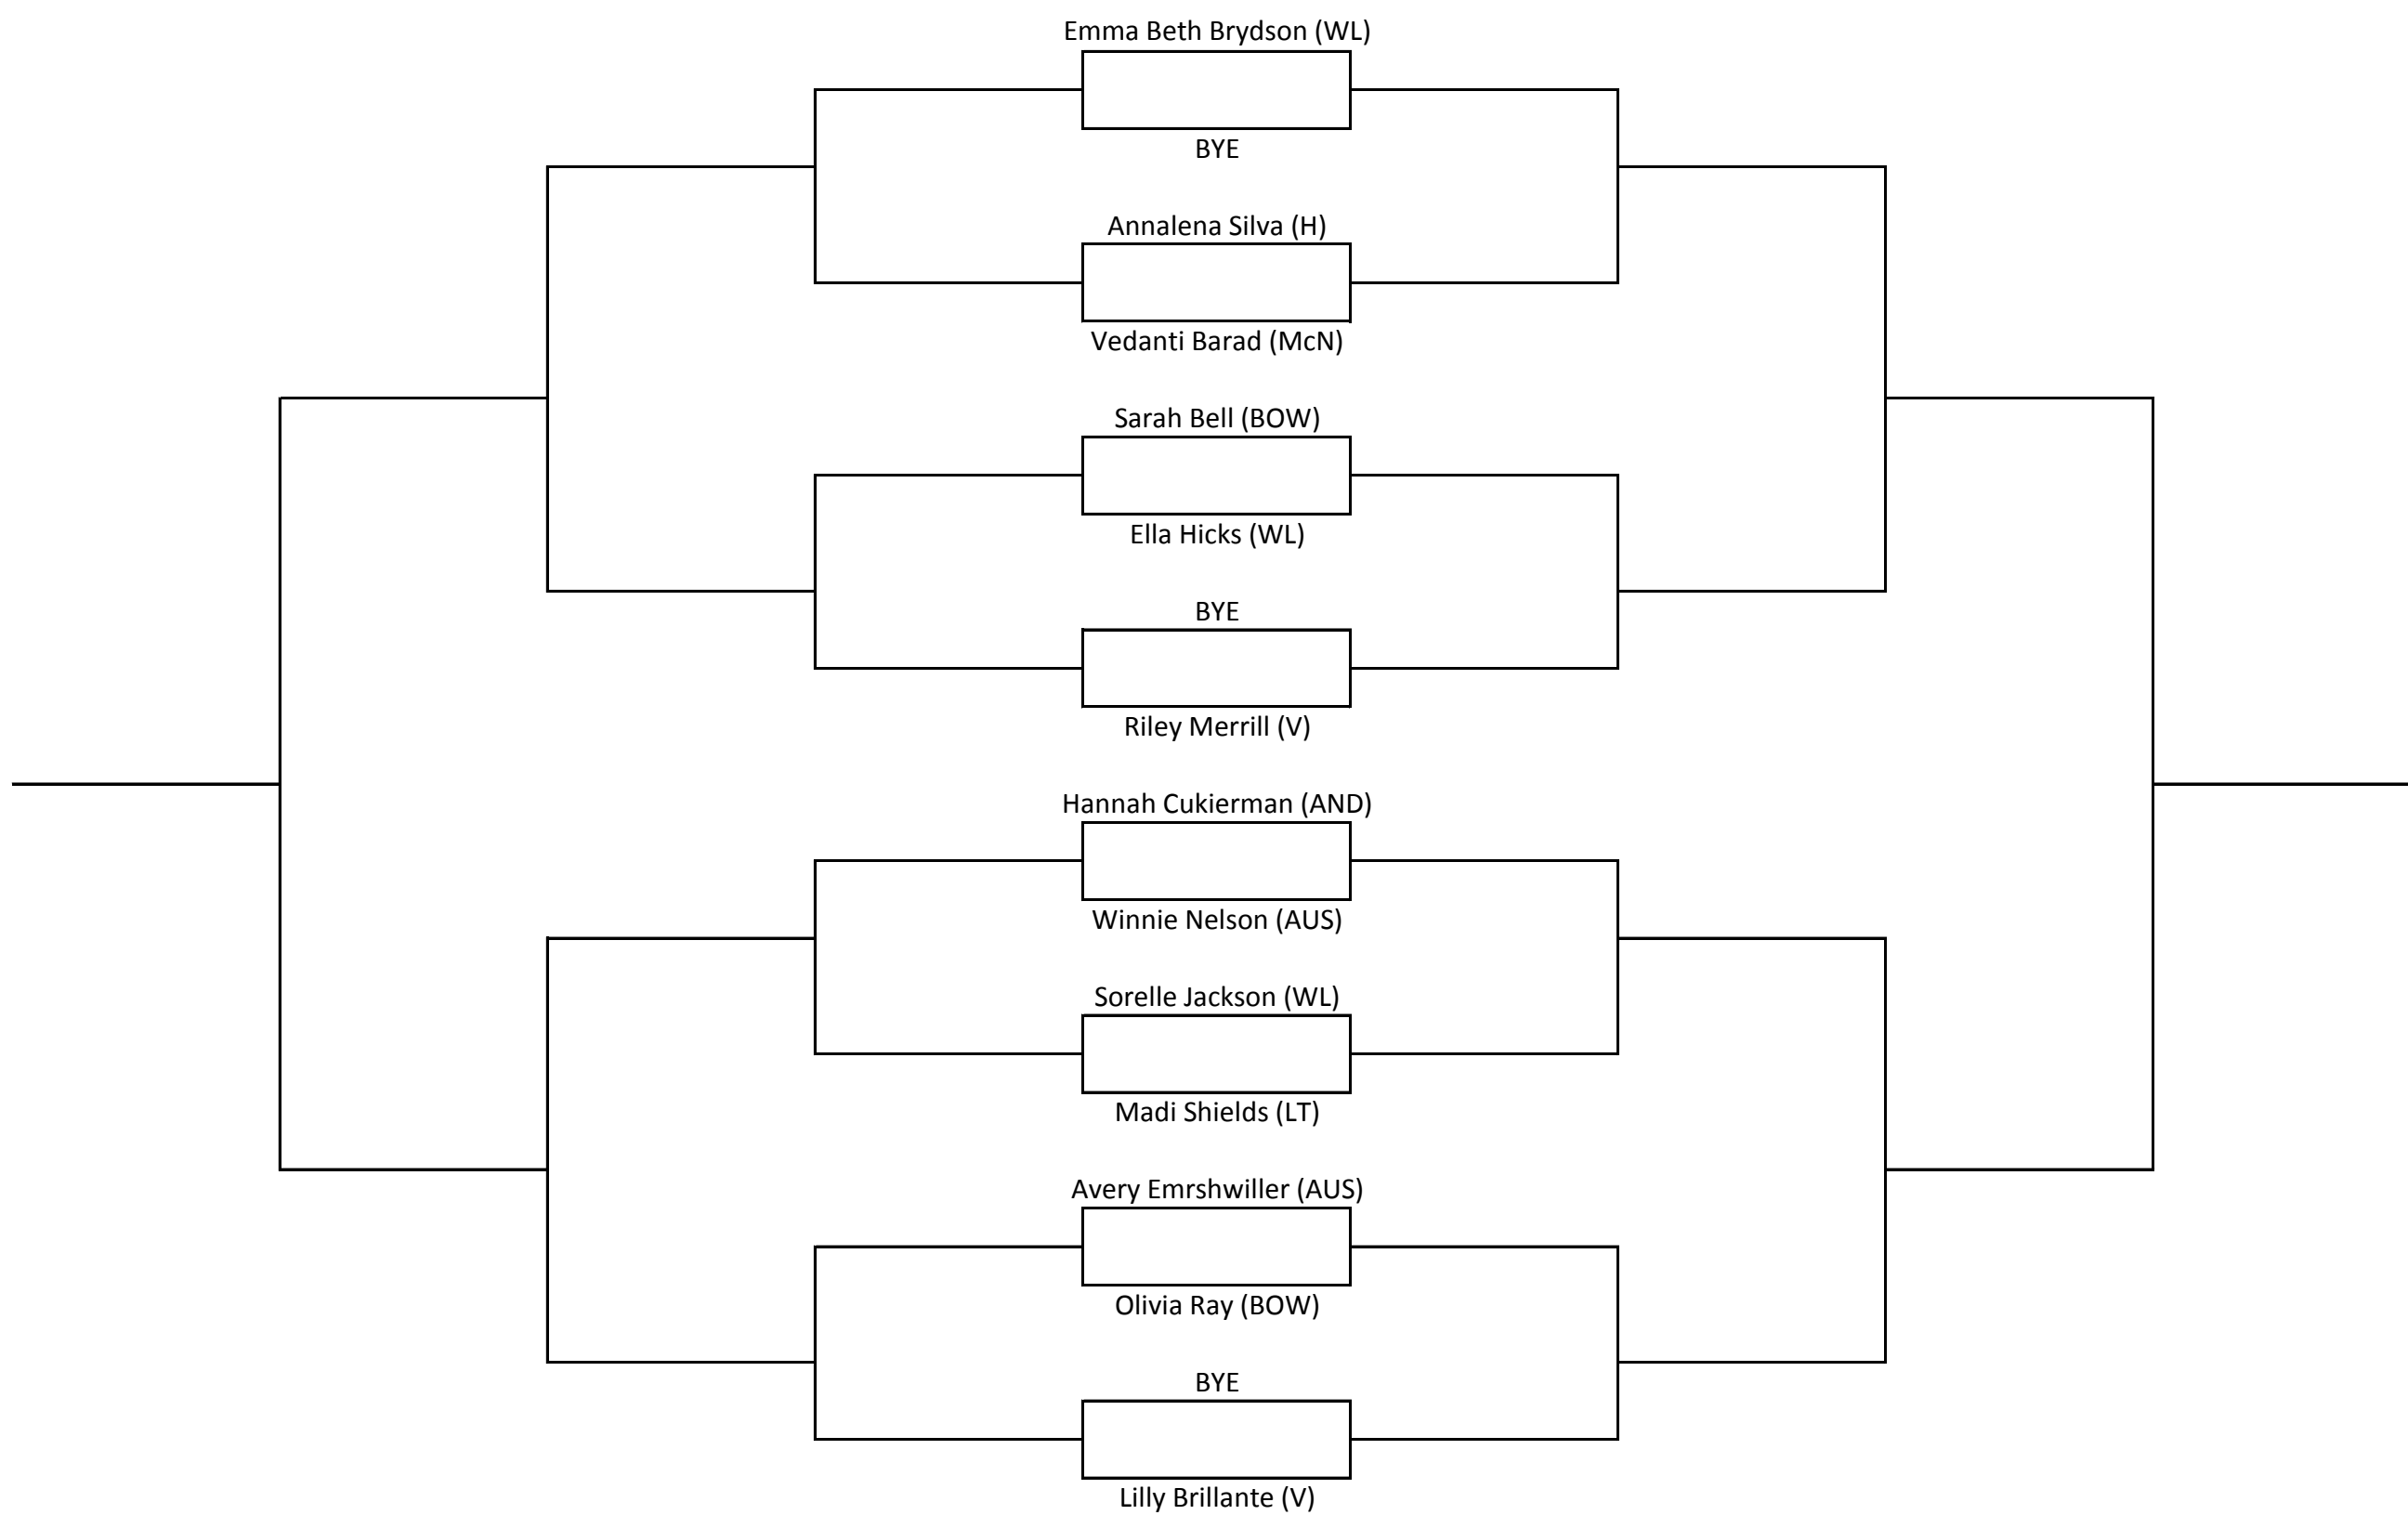 Emma Beth Brydson (WL)
BYE
Annalena Silva (H)
Vedanti Barad (McN)
Sarah Bell (BOW)
Ella Hicks (WL)
BYE
Riley Merrill (V)
Hannah Cukierman (AND)
Winnie Nelson (AUS)
Sorelle Jackson (WL)
Madi Shields (LT)
Avery Emrshwiller (AUS)
Olivia Ray (BOW)
BYE
Lilly Brillante (V)